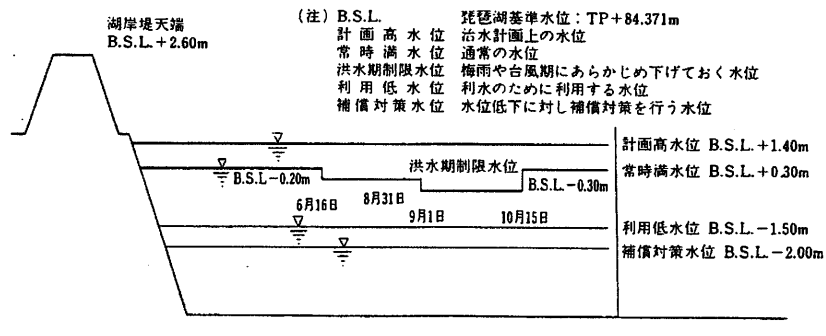 湖岸堤天端
B.S.L.+2.60m
(注) B.S.L. 琵琶湖基準水位:TP+84.371m
計画高水位 治水計画上の水位
常時満水位 通常の水位
洪水期制限水位 梅雨や台風期にあらかじめ下げておく水位
利用低水位 利水のために利用する水位
補償対策水位 水位低下に対し補償対策を行う水位
計画高水位 B.S.L.+1.40m
洪水期制限水位
常時満水位 B.S.L.+0.30m
B.S.L-0.20m
B.S.L.-0.30m
6月16日
8月31日
9月1日
10月15日
利用低水位 B.S.L.-1.50m
補償対策水位 B.S.L.-2.00m